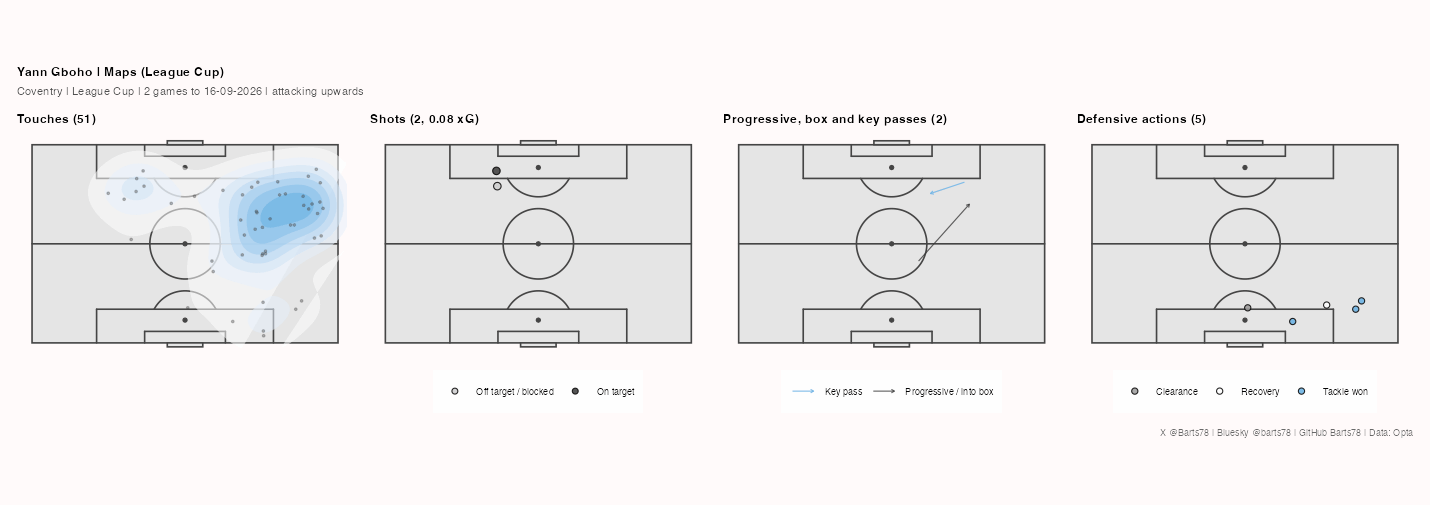 Yann Gboho | Maps (League Cup)
Coventry | League Cup | 2 games to 16-09-2026 | attacking upwards
Touches (51)
Shots (2, 0.08 xG)
Progressive, box and key passes (2)
Defensive actions (5)
Off target / blocked
On target
Key pass
Progressive / into box
Clearance
Recovery
Tackle won
X @Barts78 | Bluesky @barts78 | GitHub Barts78 | Data: Opta